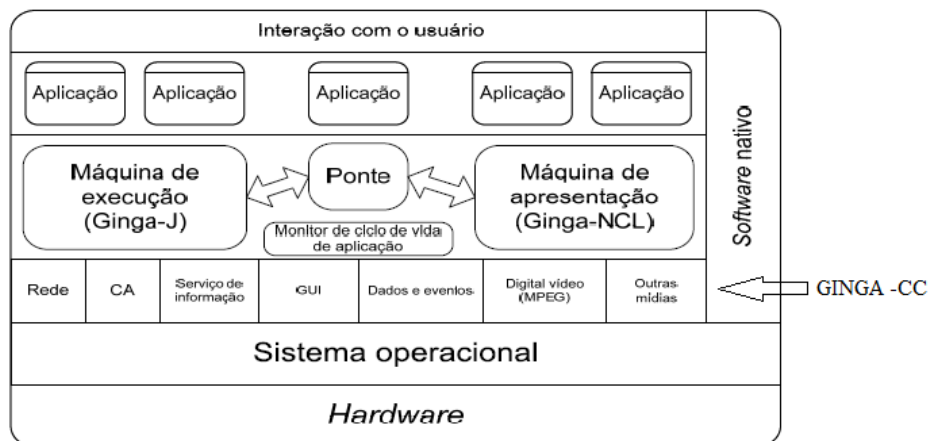 Interação com o usuário
Aplicação
Aplicação
Aplicação
Aplicação
Aplicação
Software nativo
Máquina de
execução
(Ginga-J)
Ponte
Máquina de
apresentação
(Ginga-NCL)
Monitor de ciclo de vida
de aplicação
Rede
CA
Serviço de
informação
GUI
Dados e eventos
Digital vídeo
(MPEG)
Outras
mídias
GINGA -CC
Sistema operacional
Hardware